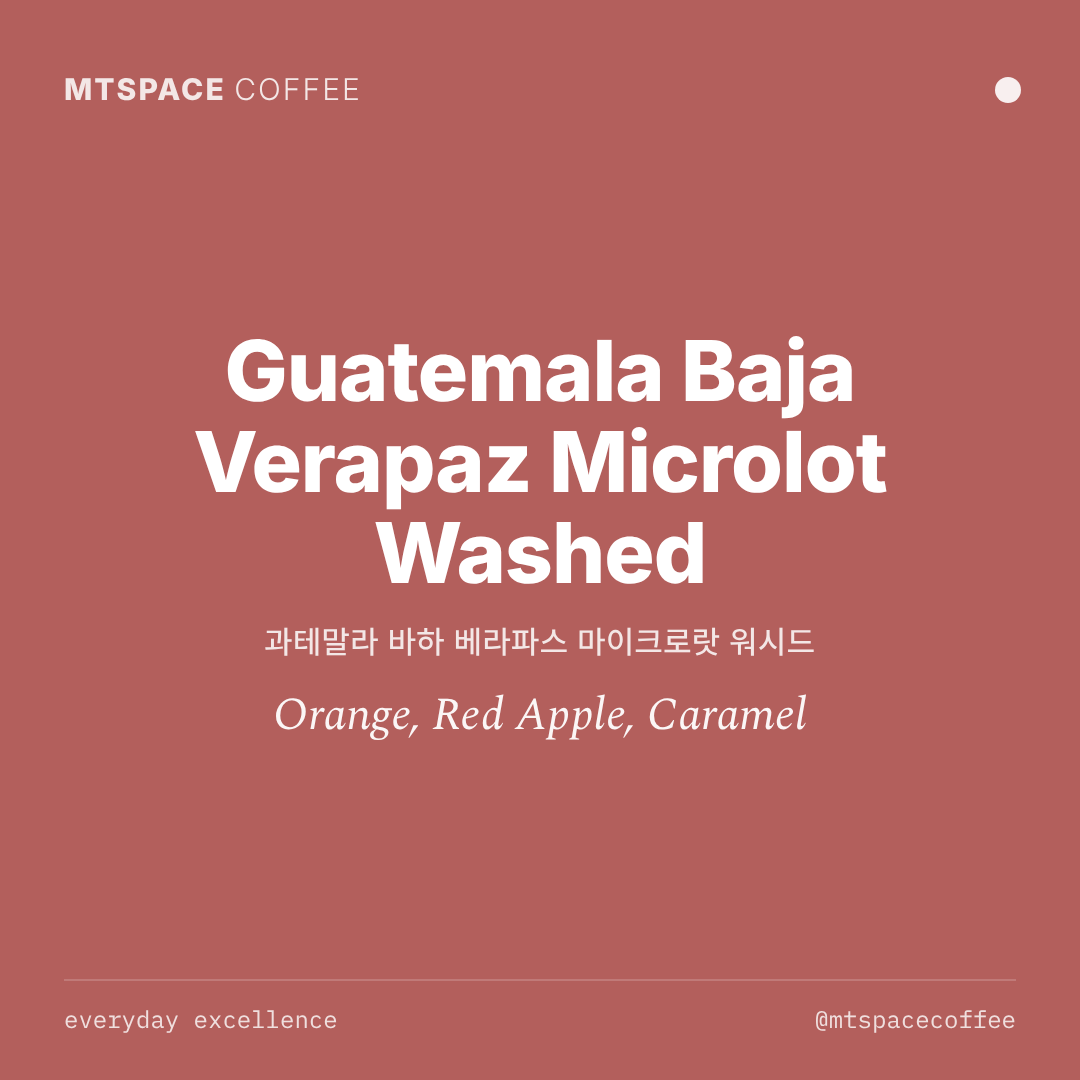 MTSPACE COFFEE
Guatemala Baja
Verapaz Microlot
Washed
과테말라 바하 베라파스 마이크로랏 워시드
Orange, Red Apple, Caramel
everyday excellence
@mtspacecoffee